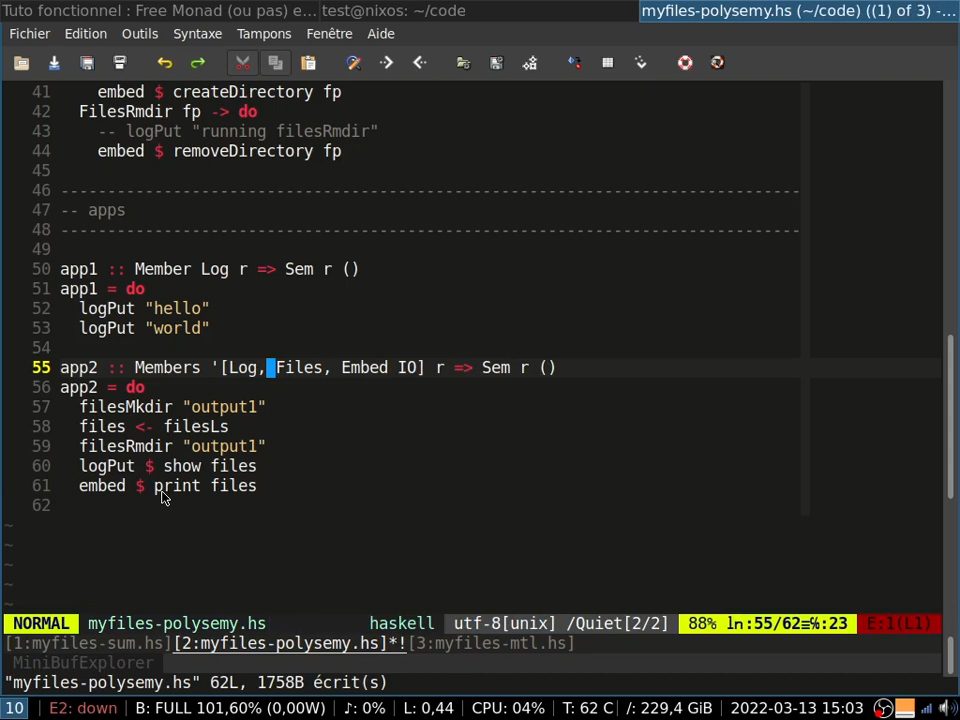 Tuto fonctionnel : Free Monad (ou pas) e... test@nixos: ~/code myfiles-polysemy.hs (~/code) ((1) of 3) -...
Fichier Edition Outils Syntaxe Tampons Fenêtre Aide
41 embed $ createDirectory fp
42 FilesRmdir fp -> do
43 -- logPut "running filesRmdir"
44 embed $ removeDirectory fp
45
46 -------------------------------------------------------------------------------
47 -- apps
48 -------------------------------------------------------------------------------
49
50 app1 :: Member Log r => Sem r ()
51 app1 = do
52 logPut "hello"
53 logPut "world"
54
55 app2 :: Members '[Log, Files, Embed IO] r => Sem r ()
56 app2 = do
57 filesMkdir "output1"
58 files <- filesLs
59 filesRmdir "output1"
60 logPut $ show files
61 embed $ print files
62
~
~
~
~
~
NORMAL myfiles-polysemy.hs haskell utf-8[unix] /Quiet[2/2] 88% ln:55/62≡℅:23 E:1(L1)
[1:myfiles-sum.hs][2:myfiles-polysemy.hs]*![3:myfiles-mtl.hs]
MiniBufExplorer
"myfiles-polysemy.hs" 62L, 1758B écrit(s)
10 E2: down B: FULL 101,60% (0,00W) ♪: 0% L: 0,44 CPU: 04% T: 62 C /: 229,4 GiB 2022-03-13 15:03